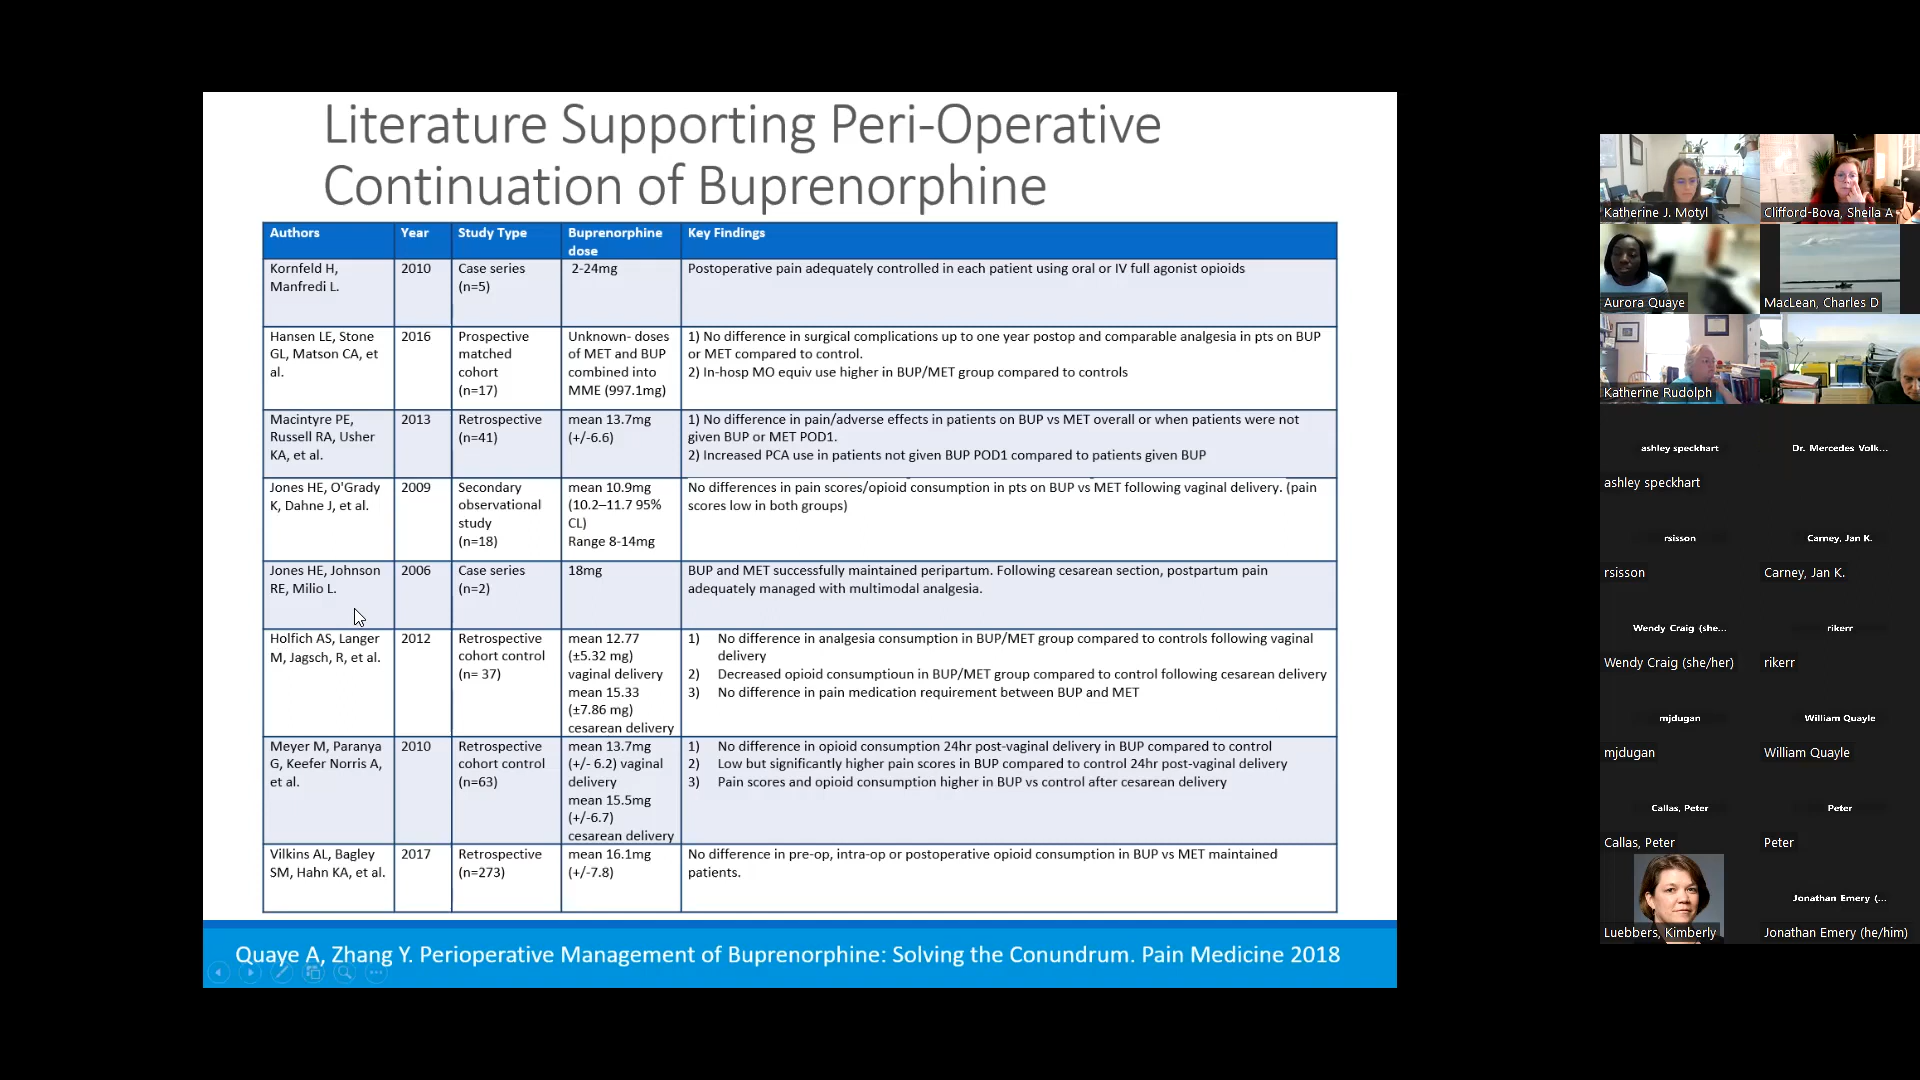 Literature Supporting Peri-Operative
Continuation of Buprenorphine
Authors
Year
Study Type
Buprenorphine
dose
Key Findings
Kornfeld H,
Manfredi L.
2010
Case series
(n=5)
2-24mg
Postoperative pain adequately controlled in each patient using oral or IV full agonist opioids
Hansen LE, Stone
GL, Matson CA, et
al.
2016
Prospective
matched
cohort
(n=17)
Unknown- doses
of MET and BUP
combined into
MME (997.1mg)
1) No difference in surgical complications up to one year postop and comparable analgesia in pts on BUP
or MET compared to control.
2) In-hosp MO equiv use higher in BUP/MET group compared to controls
Macintyre PE,
Russell RA, Usher
KA, et al.
2013
Retrospective
(n=41)
mean 13.7mg
(+/-6.6)
1) No difference in pain/adverse effects in patients on BUP vs MET overall or when patients were not
given BUP or MET POD1.
2) Increased PCA use in patients not given BUP POD1 compared to patients given BUP
Jones HE, O'Grady
K, Dahne J, et al.
2009
Secondary
observational
study
(n=18)
mean 10.9mg
(10.2–11.7 95%
CL)
Range 8-14mg
No differences in pain scores/opioid consumption in pts on BUP vs MET following vaginal delivery. (pain
scores low in both groups)
Jones HE, Johnson
RE, Milio L.
2006
Case series
(n=2)
18mg
BUP and MET successfully maintained peripartum. Following cesarean section, postpartum pain
adequately managed with multimodal analgesia.
Holfich AS, Langer
M, Jagsch, R, et al.
2012
Retrospective
cohort control
(n= 37)
mean 12.77
(±5.32 mg)
vaginal delivery
mean 15.33
(±7.86 mg)
cesarean delivery
1) No difference in analgesia consumption in BUP/MET group compared to controls following vaginal
delivery
2) Decreased opioid consumptioun in BUP/MET group compared to control following cesarean delivery
3) No difference in pain medication requirement between BUP and MET
Meyer M, Paranya
G, Keefer Norris A,
et al.
2010
Retrospective
cohort control
(n=63)
mean 13.7mg
(+/- 6.2) vaginal
delivery
mean 15.5mg
(+/-6.7)
cesarean delivery
1) No difference in opioid consumption 24hr post-vaginal delivery in BUP compared to control
2) Low but significantly higher pain scores in BUP compared to control 24hr post-vaginal delivery
3) Pain scores and opioid consumption higher in BUP vs control after cesarean delivery
Vilkins AL, Bagley
SM, Hahn KA, et al.
2017
Retrospective
(n=273)
mean 16.1mg
(+/-7.8)
No difference in pre-op, intra-op or postoperative opioid consumption in BUP vs MET maintained
patients.
Quaye A, Zhang Y. Perioperative Management of Buprenorphine: Solving the Conundrum. Pain Medicine 2018
Katherine J. Motyl
Clifford-Bova, Sheila A
Aurora Quaye
MacLean, Charles D
Katherine Rudolph
ashley speckhart
Dr. Mercedes Volk...
ashley speckhart
rsisson
Carney, Jan K.
rsisson
Carney, Jan K.
Wendy Craig (she...
rikerr
Wendy Craig (she/her)
rikerr
mjdugan
William Quayle
mjdugan
William Quayle
Callas, Peter
Peter
Callas, Peter
Peter
Jonathan Emery (...
Luebbers, Kimberly
Jonathan Emery (he/him)